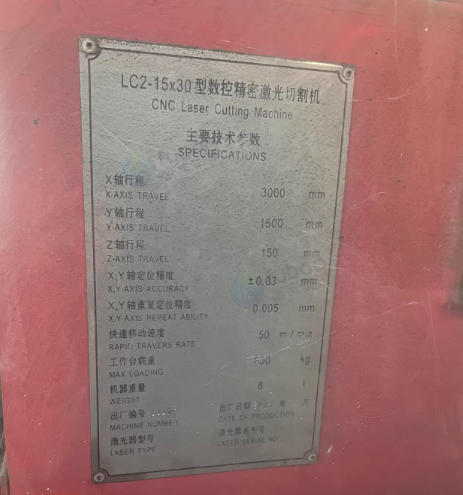 LC2-15x30型数控精密激光切割机
CNC Laser Cutting Machine
主要技术参数
SPECIFICATIONS
X轴行程 3000 mm
X-AXIS TRAVEL
Y轴行程 1500 mm
Y-AXIS TRAVEL
Z轴行程 150 mm
Z-AXIS TRAVEL
X,Y轴定位精度 ±0.03 mm
X,Y-AXIS ACCURACY
X,Y轴重复定位精度 0.005 mm
X,Y-AXIS REPEAT ABILITY
快速移动速度 50 m/min
RAPID TRAVERS RATE
工作台载重 kg
MAX LOADING
机器重量 t
WEIGHT
出厂编号 出厂日期 月
MACHINE NUMBER DATE OF PRODUCTION
激光器型号 激光器系列号
LASER TYPE LASER SERIAL NO